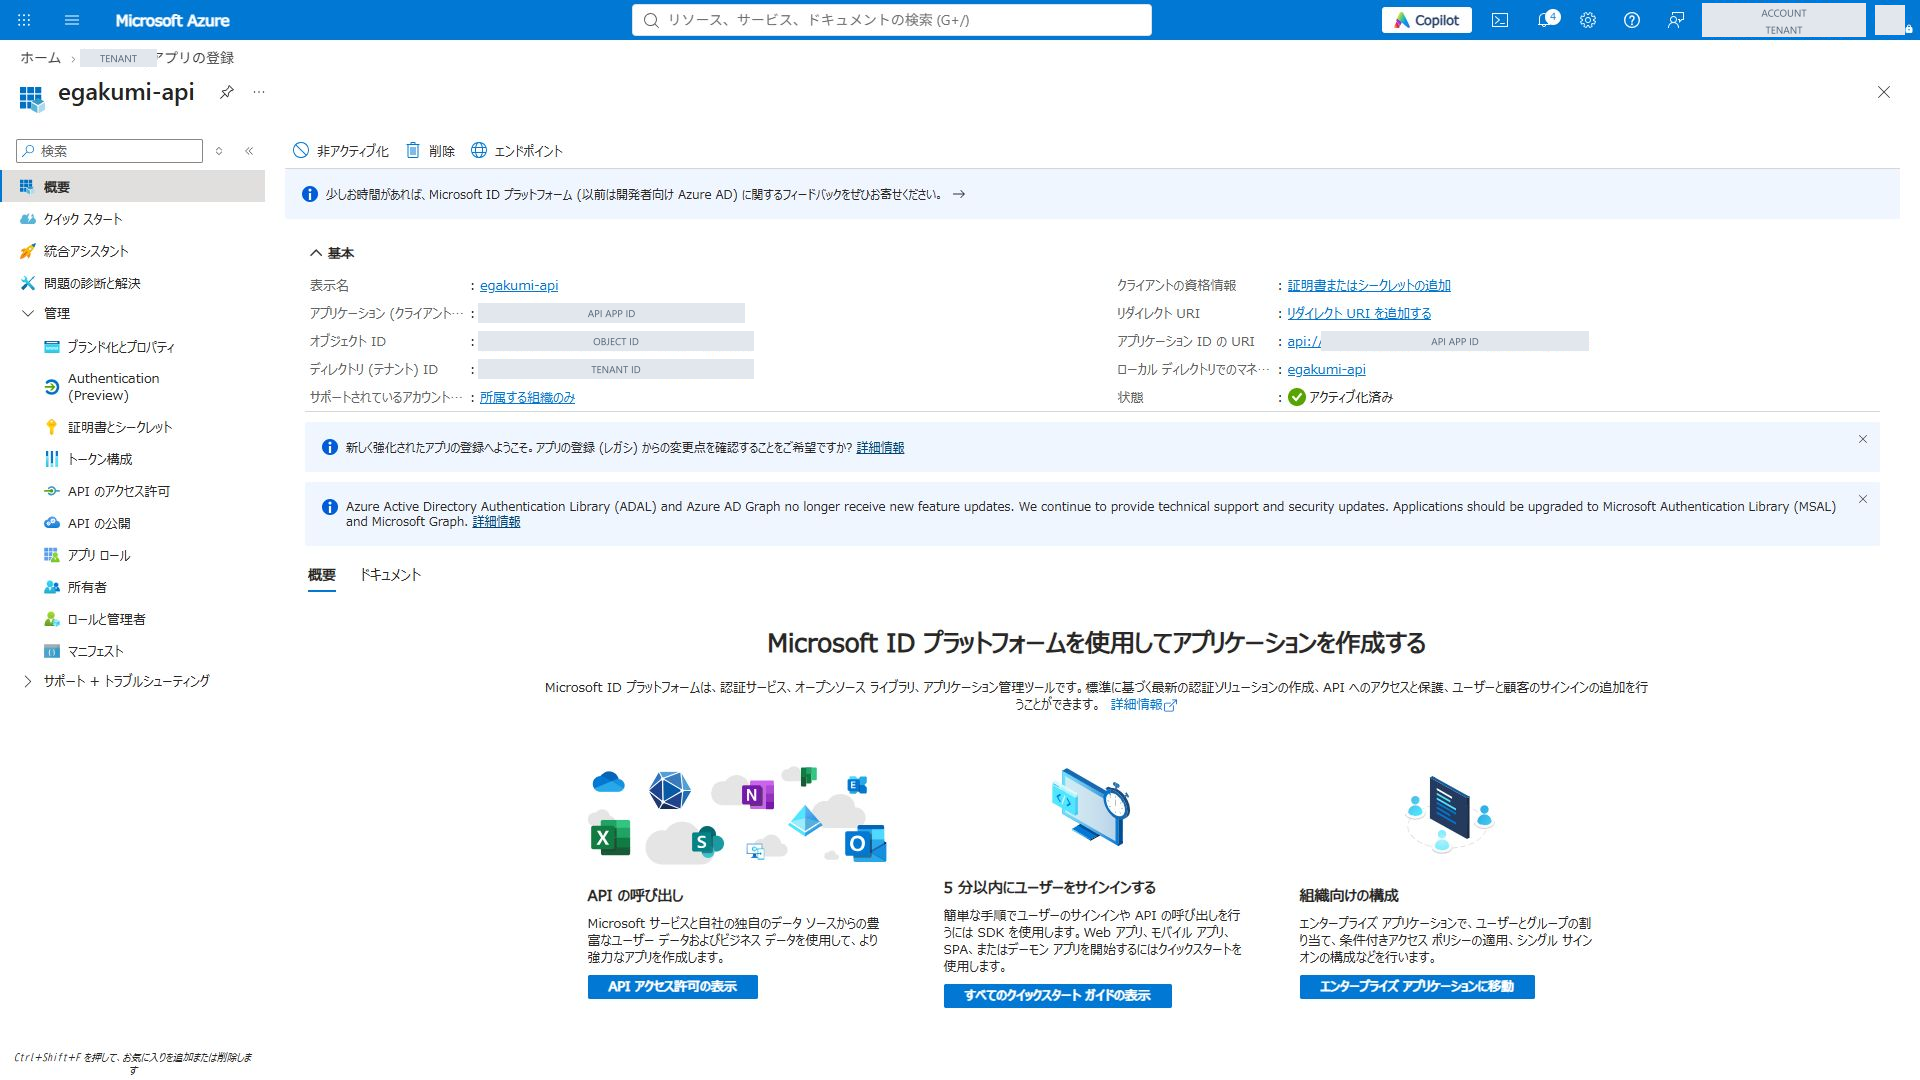 Microsoft Azure
リソース、サービス、ドキュメントの検索 (G+/)
Copilot
4
ACCOUNT
TENANT
ホーム
TENANT
アプリの登録
egakumi-api
検索
非アクティブ化
削除
エンドポイント
概要
クイック スタート
統合アシスタント
問題の診断と解決
管理
ブランド化とプロパティ
Authentication
(Preview)
証明書とシークレット
トークン構成
API のアクセス許可
API の公開
アプリ ロール
所有者
ロールと管理者
マニフェスト
サポート + トラブルシューティング
少しお時間があれば、Microsoft ID プラットフォーム (以前は開発者向け Azure AD) に関するフィードバックをぜひお寄せください。 →
基本
表示名 : egakumi-api
アプリケーション (クライアント… : API APP ID
オブジェクト ID : OBJECT ID
ディレクトリ (テナント) ID : TENANT ID
サポートされているアカウント… : 所属する組織のみ
クライアントの資格情報 : 証明書またはシークレットの追加
リダイレクト URI : リダイレクト URI を追加する
アプリケーション ID の URI : api:// API APP ID
ローカル ディレクトリでのマネ… : egakumi-api
状態 : アクティブ化済み
新しく強化されたアプリの登録へようこそ。アプリの登録 (レガシ) からの変更点を確認することをご希望ですか? 詳細情報
Azure Active Directory Authentication Library (ADAL) and Azure AD Graph no longer receive new feature updates. We continue to provide technical support and security updates. Applications should be upgraded to Microsoft Authentication Library (MSAL)
and Microsoft Graph. 詳細情報
概要
ドキュメント
Microsoft ID プラットフォームを使用してアプリケーションを作成する
Microsoft ID プラットフォームは、認証サービス、オープンソース ライブラリ、アプリケーション管理ツールです。標準に基づく最新の認証ソリューションの作成、API へのアクセスと保護、ユーザーと顧客のサインインの追加を行
うことができます。 詳細情報
N
E
X
S
O
API の呼び出し
Microsoft サービスと自社の独自のデータ ソースからの豊
富なユーザー データおよびビジネス データを使用して、より
強力なアプリを作成します。
API アクセス許可の表示
5 分以内にユーザーをサインインする
簡単な手順でユーザーのサインインや API の呼び出しを行
うには SDK を使用します。Web アプリ、モバイル アプリ、
SPA、またはデーモン アプリを開始するにはクイックスタートを
使用します。
すべてのクイックスタート ガイドの表示
組織向けの構成
エンタープライズ アプリケーションで、ユーザーとグループの割
り当て、条件付きアクセス ポリシーの適用、シングル サイン
オンの構成などを行います。
エンタープライズ アプリケーションに移動
Ctrl+Shift+F を押して、お気に入りを追加または削除しま
す